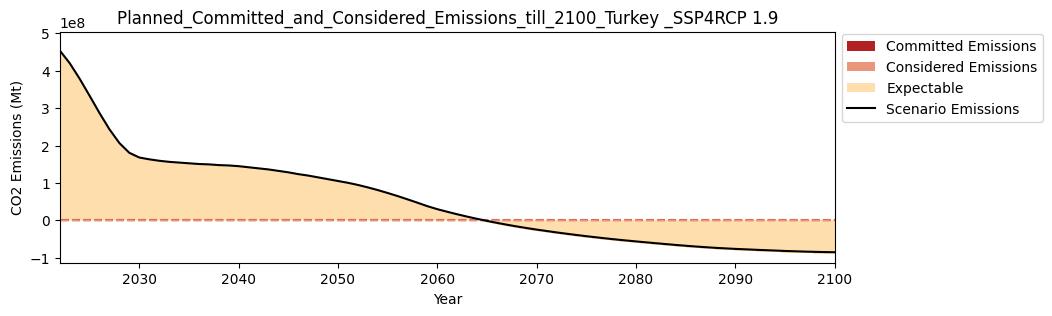 Planned_Committed_and_Considered_Emissions_till_2100_Turkey _SSP4RCP 1.9
1e8
5
4
3
2
1
0
−1
CO2 Emissions (Mt)
2030 2040 2050 2060 2070 2080 2090 2100
Year
Committed Emissions
Considered Emissions
Expectable
Scenario Emissions